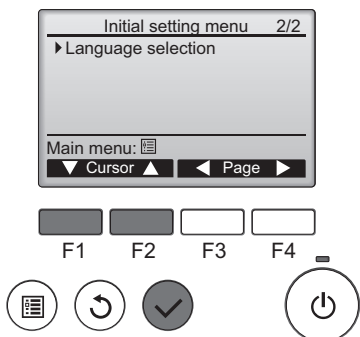 Initial setting menu 2/2
Language selection
Main menu:
Cursor Page
F1 F2 F3 F4